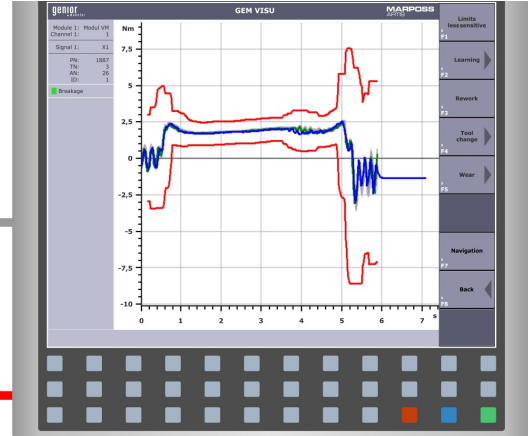 genior
GEM VISU
MARPOSS
ARTIS
Module 1: Modul VM
Channel 1: 1
Signal 1: X1
PN: 1887
TN: 3
AN: 26
ID: 1
Breakage
Nm
7,5
5
2,5
0
-2,5
-5
-7,5
-10
0 1 2 3 4 5 6 7 s
Limits
lesssensitive
F1
Learning
F2
Rework
F3
Tool
change
F4
Wear
F5
Navigation
F7
Back
F8